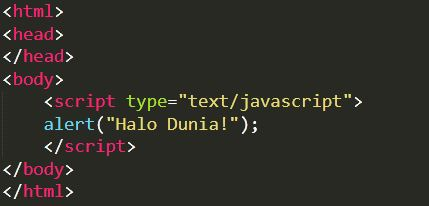 <html>
<head>
</head>
<body>
    <script type="text/javascript">
    alert("Halo Dunia!");
    </script>
</body>
</html>